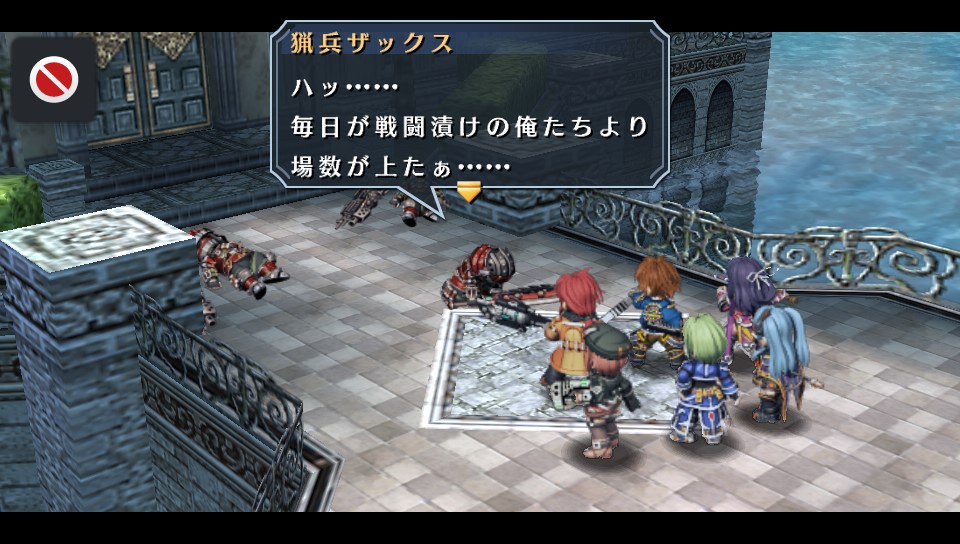 猟兵ザックス
ハッ……
毎日が戦闘漬けの俺たちより
場数が上たぁ……